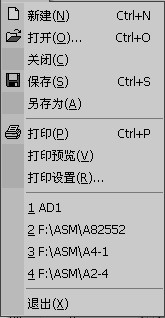 新建(N) Ctrl+N
打开(O)... Ctrl+O
关闭(C)
保存(S) Ctrl+S
另存为(A)
打印(P) Ctrl+P
打印预览(V)
打印设置(R)...
1 AD1
2 F:\ASM\A82552
3 F:\ASM\A4-1
4 F:\ASM\A2-4
退出(X)